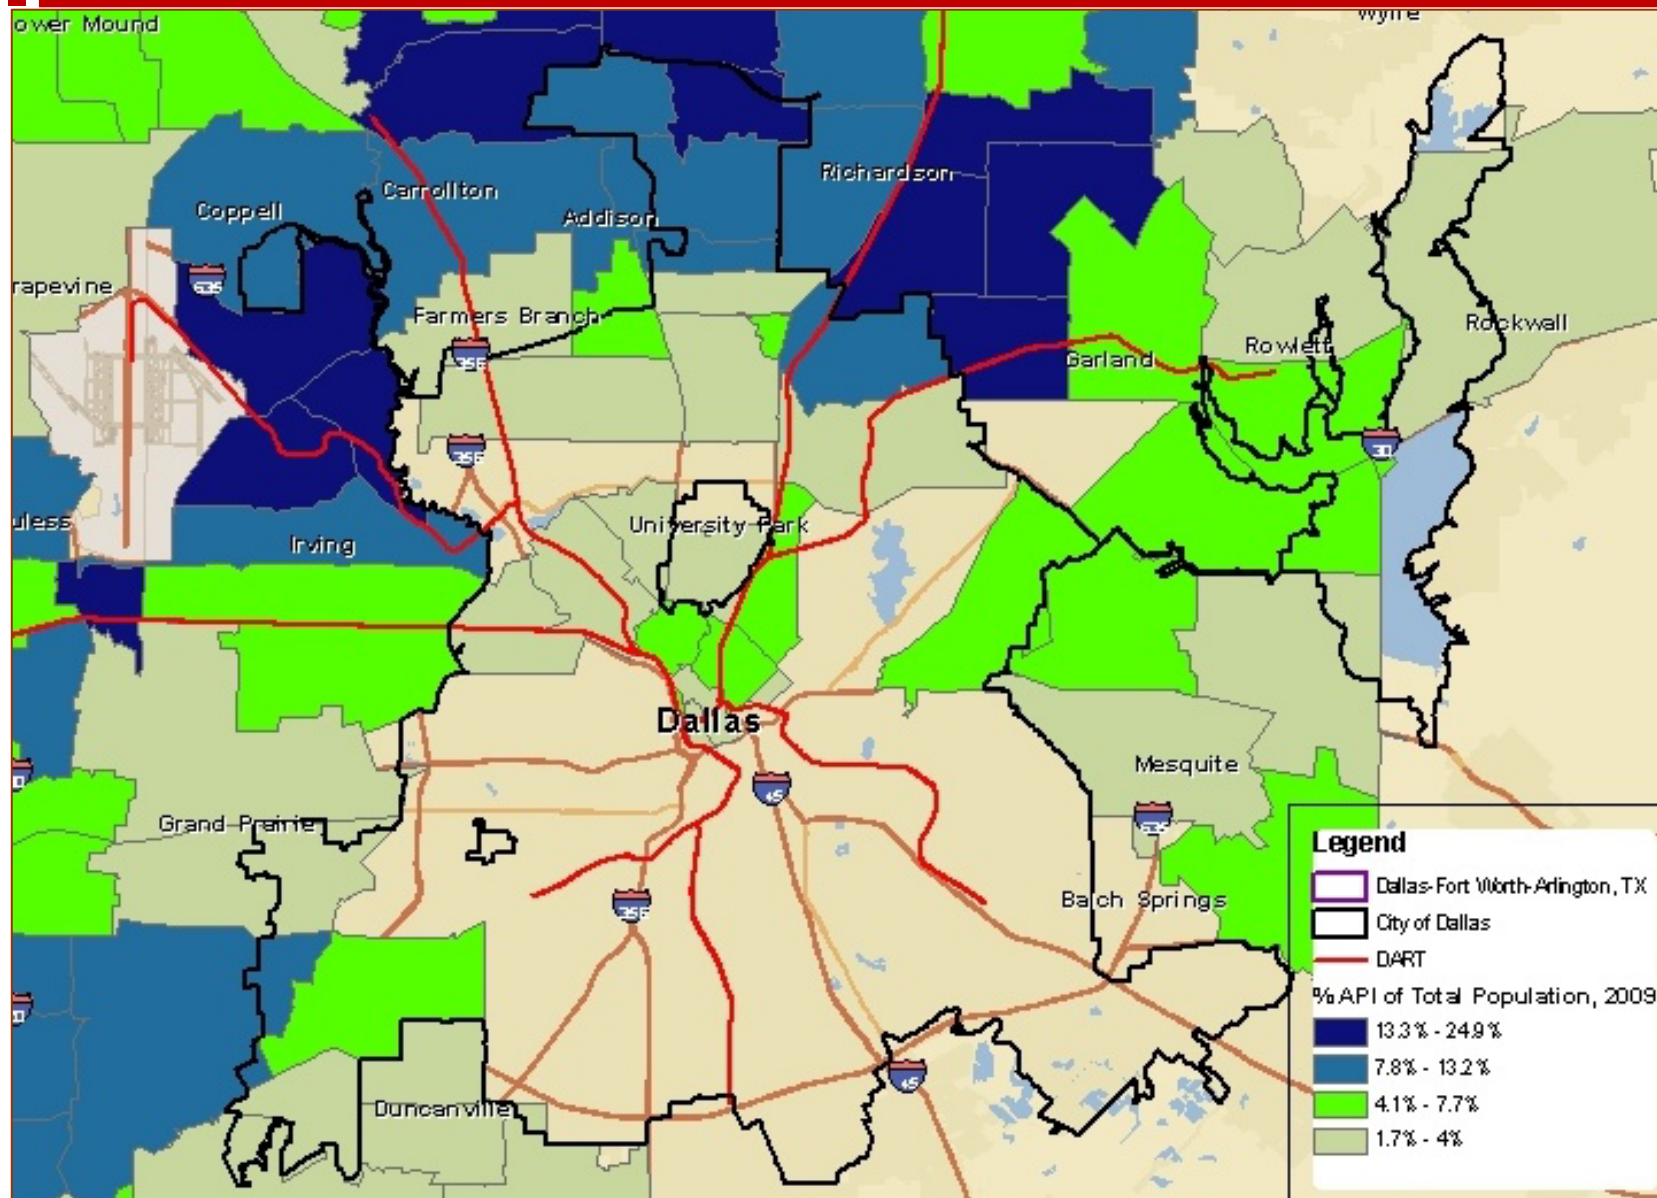 ower Mound
Wylie
Carrollton
Richardson
Coppell
Addison
635
rapevine
Farmers Branch
Rockwall
Rowlett
Garland
35E
30
35E
uless
University Park
Irving
Dallas
Mesquite
45
635
Grand Prairie
35E
Balch Springs
45
Duncanville
Legend
Dallas-Fort Worth-Arlington, TX
City of Dallas
DART
% API of Total Population, 2009
13.3% - 24.9%
7.8% - 13.2%
4.1% - 7.7%
1.7% - 4%